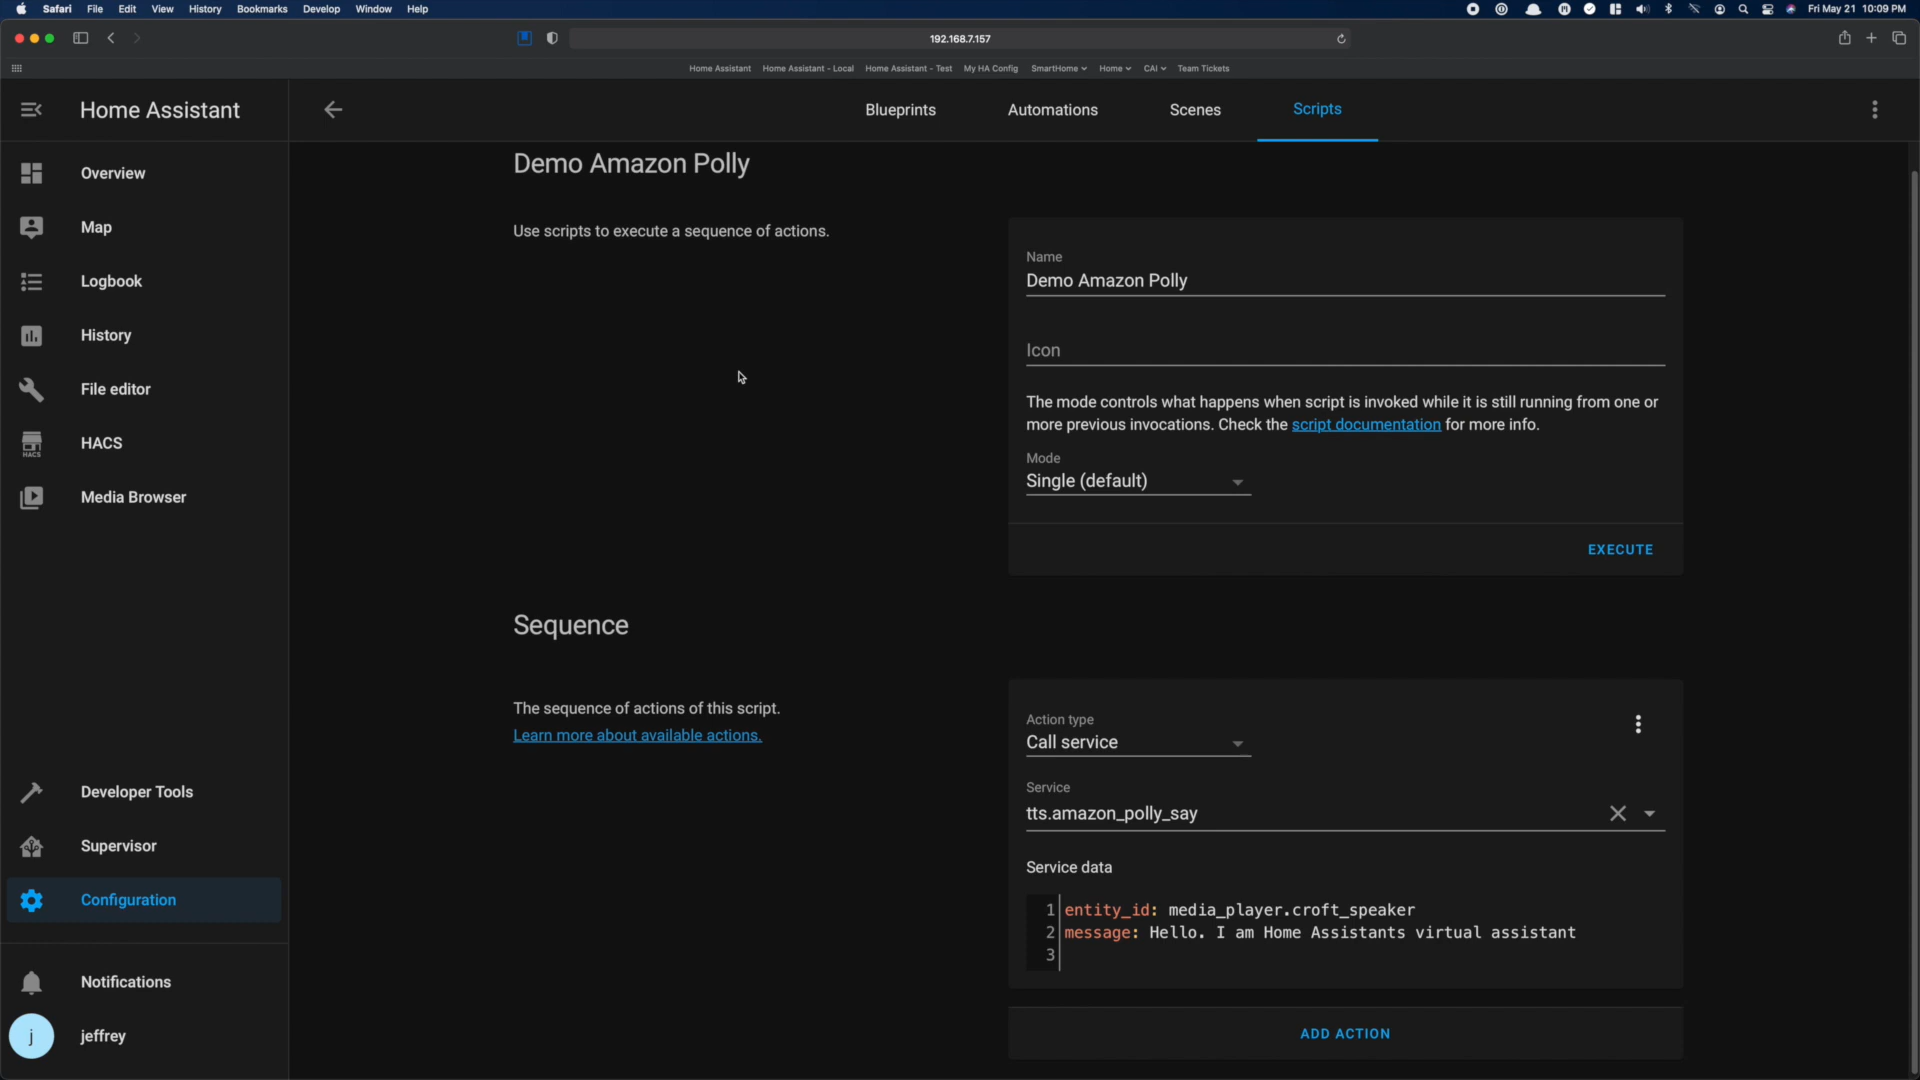 Safari File Edit View History Bookmarks Develop Window Help
Fri May 21 10:09 PM
192.168.7.157
Home Assistant Home Assistant - Local Home Assistant - Test My HA Config SmartHome Home CAI Team Tickets
Home Assistant
Blueprints Automations Scenes Scripts
Overview
Map
Logbook
History
File editor
HACS
HACS
Media Browser
Developer Tools
Supervisor
Configuration
Notifications
j
jeffrey
Demo Amazon Polly
Use scripts to execute a sequence of actions.
Name
Demo Amazon Polly
Icon
The mode controls what happens when script is invoked while it is still running from one or
more previous invocations. Check the script documentation for more info.
Mode
Single (default)
EXECUTE
Sequence
The sequence of actions of this script.
Learn more about available actions.
Action type
Call service
Service
tts.amazon_polly_say
Service data
1 entity_id: media_player.croft_speaker
2 message: Hello. I am Home Assistants virtual assistant
3
ADD ACTION